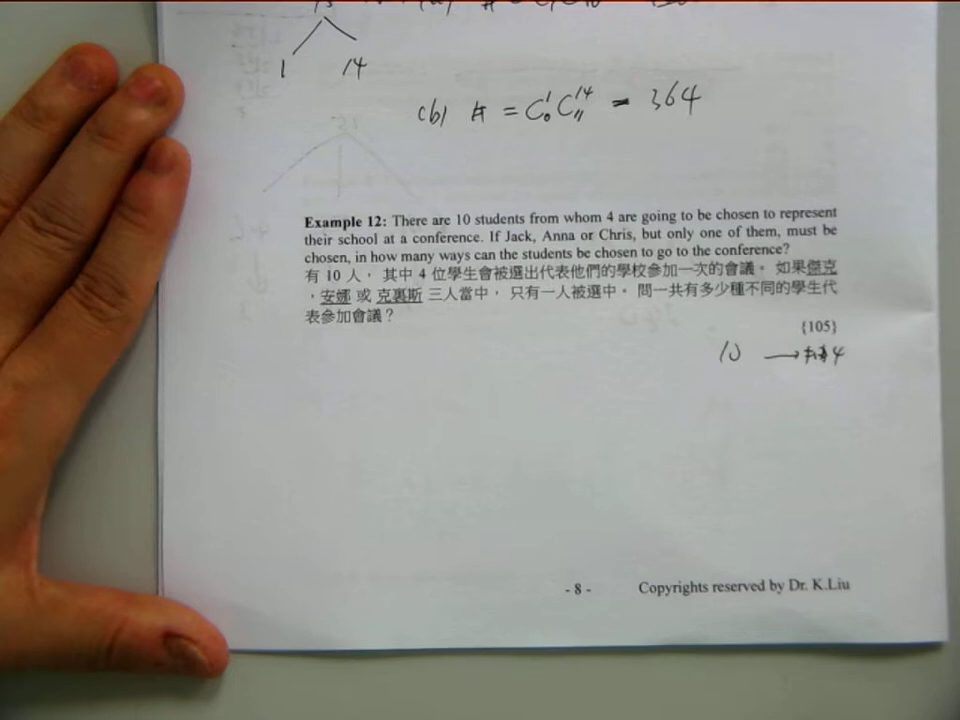 1 14
(b) # = C₀¹ C₁₁¹⁴ = 364
Example 12: There are 10 students from whom 4 are going to be chosen to represent
their school at a conference. If Jack, Anna or Chris, but only one of them, must be
chosen, in how many ways can the students be chosen to go to the conference?
有 10 人， 其中 4 位學生會被選出代表他們的學校參加一次的會議。 如果傑克
，安娜 或 克裏斯 三人當中， 只有一人被選中。 問一共有多少種不同的學生代
表參加會議？
{105}
10 → 揀 4
- 8 - Copyrights reserved by Dr. K.Liu